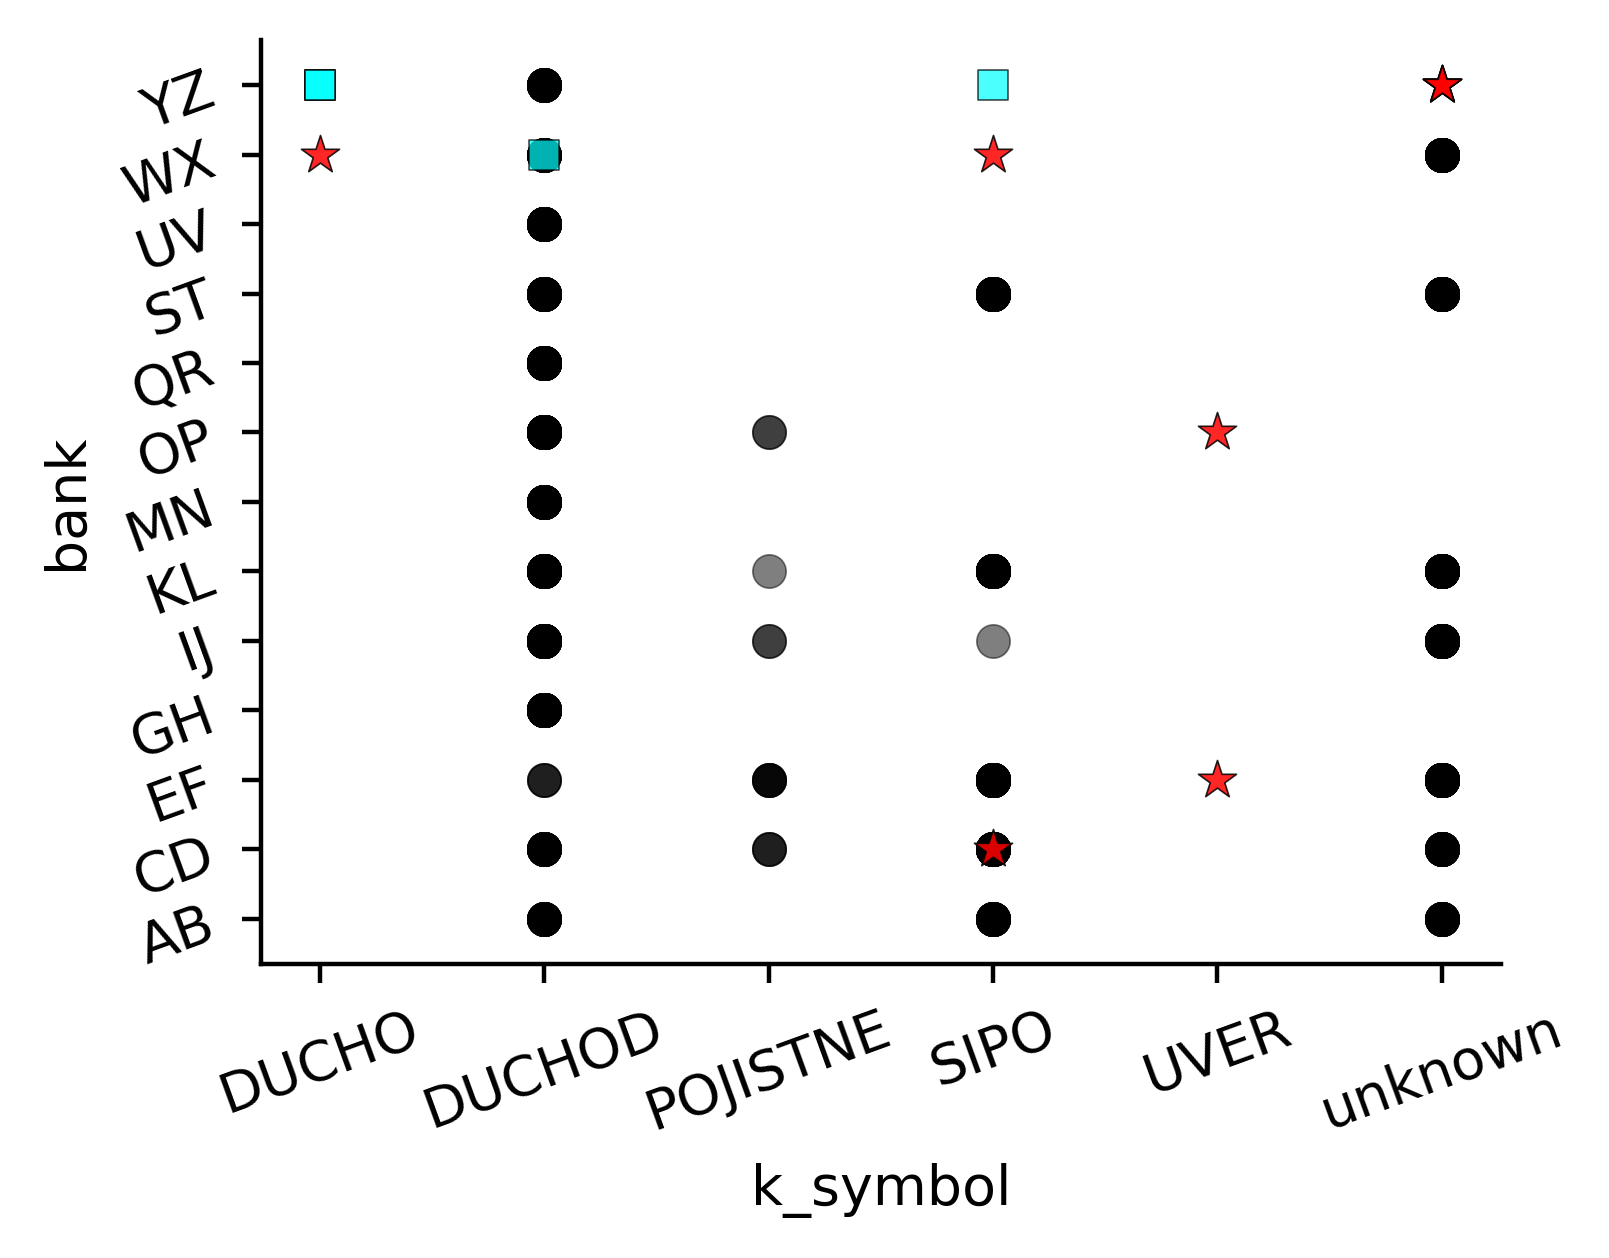 YZ
WX
UV
ST
QR
OP
MN
KL
IJ
GH
EF
CD
AB
bank
DUCHO DUCHOD POJISTNE SIPO UVER unknown
k_symbol